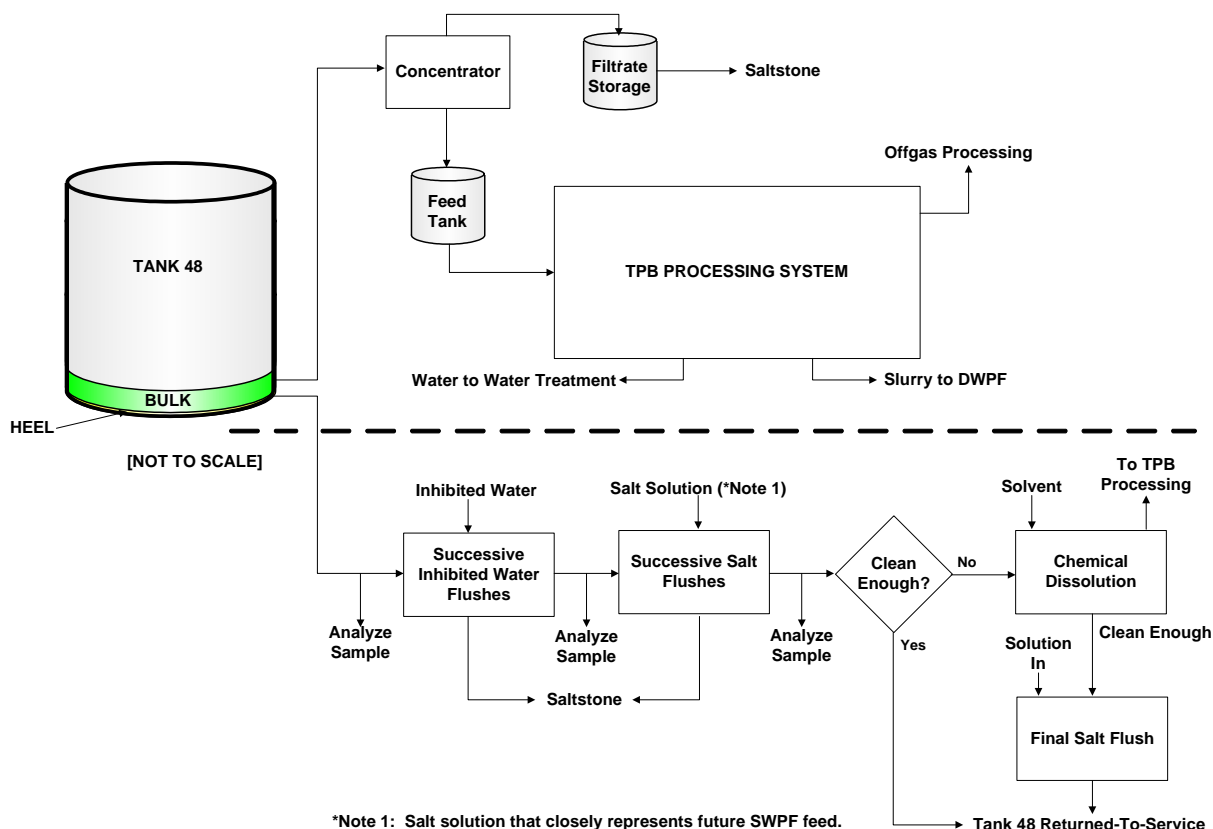 Concentrator
Filtrate
Storage
Saltstone
Offgas Processing
Feed
Tank
TANK 48
TPB PROCESSING SYSTEM
Water to Water Treatment
Slurry to DWPF
BULK
HEEL
[NOT TO SCALE]
Inhibited Water
Salt Solution (*Note 1)
Solvent
To TPB
Processing
Successive
Inhibited Water
Flushes
Successive Salt
Flushes
Clean
Enough?
No
Chemical
Dissolution
Analyze
Sample
Analyze
Sample
Analyze
Sample
Yes
Clean Enough
Solution
In
Saltstone
Final Salt Flush
*Note 1: Salt solution that closely represents future SWPF feed.
Tank 48 Returned-To-Service